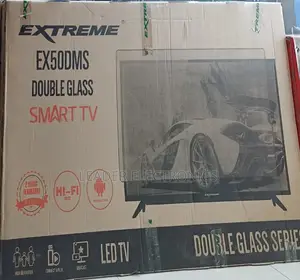 EXTREME
EX50DMS
DOUBLE GLASS
SMART TV
HI-FI
LED TV
DOUBLE GLASS SERIES